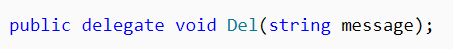 public delegate void Del(string message);